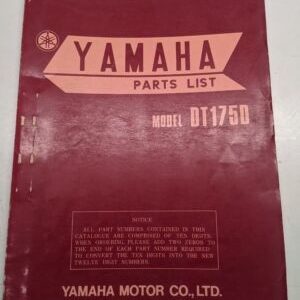 YAMAHA
PARTS LIST
MODEL DT175D
NOTICE
ALL PART NUMBERS CONTAINED IN THIS
CATALOGUE ARE COMPRISED OF TEN DIGITS.
WHEN ORDERING PLEASE ADD TWO ZEROS TO
THE END OF EACH PART NUMBER REQUIRED
TO CONVERT THE TEN DIGITS INTO THE NEW
TWELVE DIGIT NUMBERS.
YAMAHA MOTOR CO., LTD.